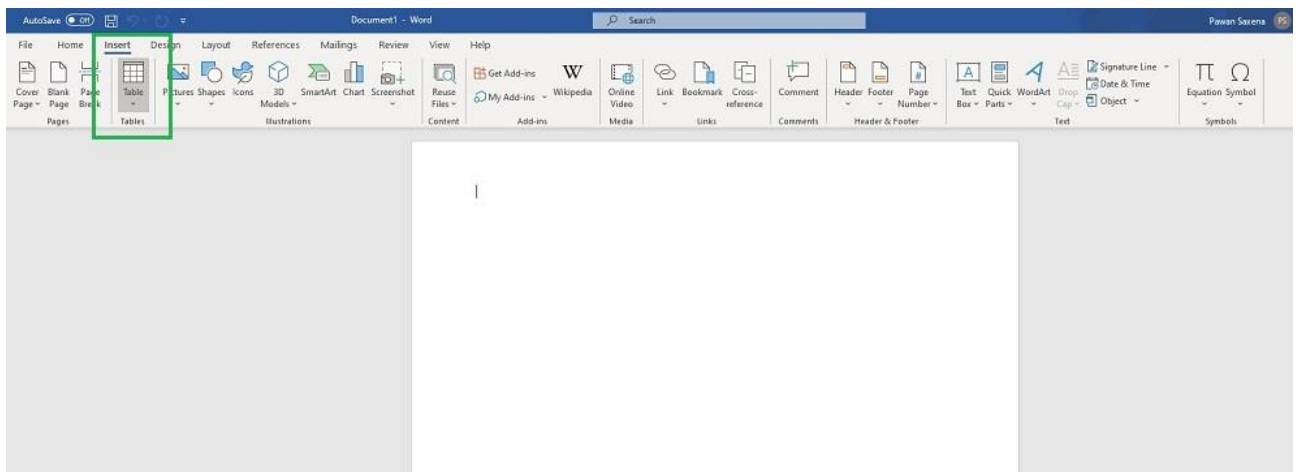 AutoSave Off Document1 - Word Search Pawan Saxena PS
File Home Insert Design Layout References Mailings Review View Help
Cover Page
Blank Page
Page Break
Pages
Table
Tables
Pictures
Shapes
Icons
3D Models
SmartArt
Chart
Screenshot
Illustrations
Reuse Files
Content
Get Add-ins
My Add-ins
W
Wikipedia
Add-ins
Online Video
Media
Link
Bookmark
Cross-reference
Links
Comment
Comments
Header
Footer
# Page Number
Header & Footer
A Text Box
Quick Parts
A WordArt
A Drop Cap
Signature Line
Date & Time
Object
Text
π Equation
Ω Symbol
Symbols